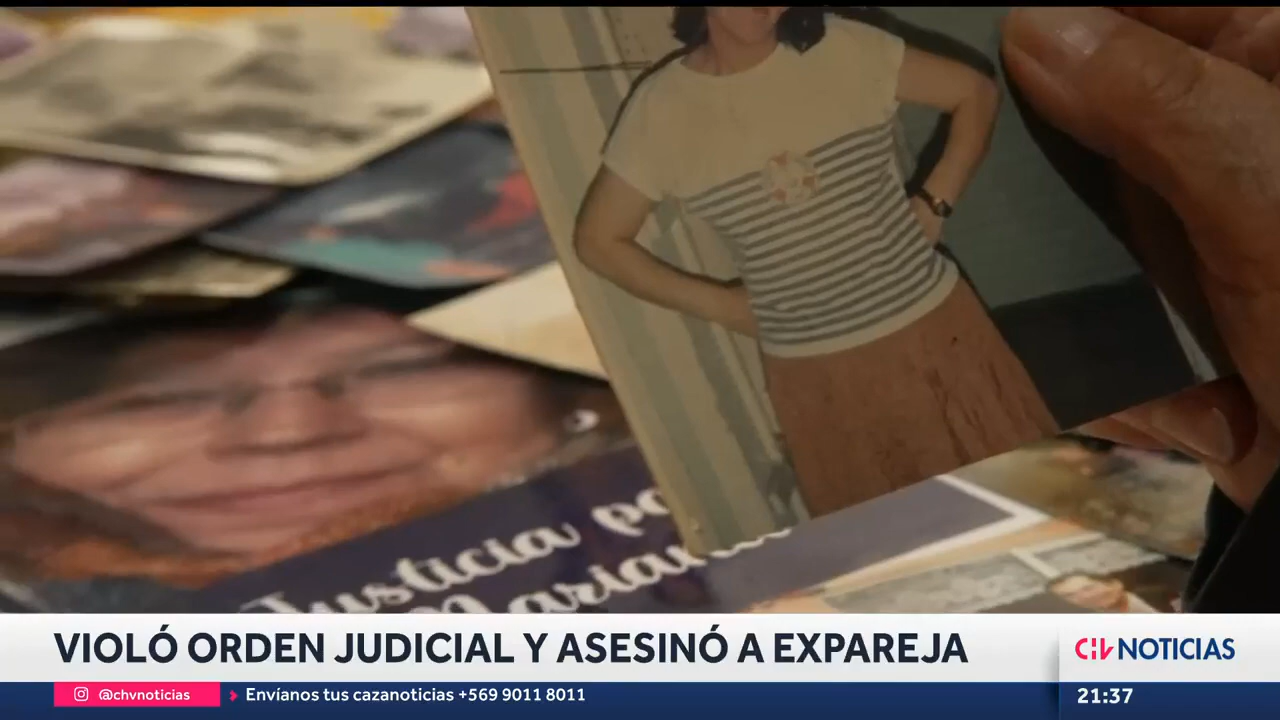 Justicia po
VIOLÓ ORDEN JUDICIAL Y ASESINÓ A EXPAREJA
CHV NOTICIAS
@chvnoticias
Envíanos tus cazanoticias +569 9011 8011
21:37